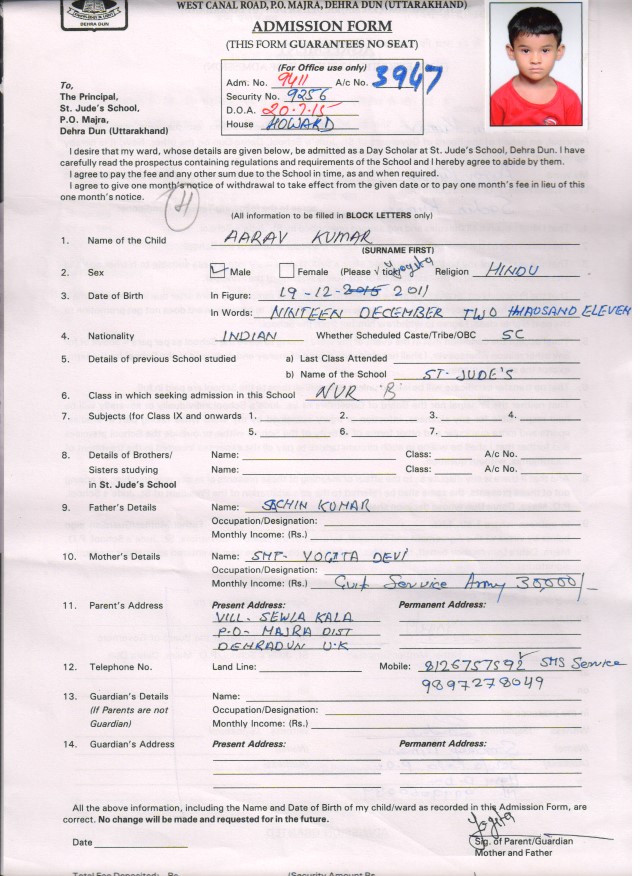 DEHRA DUN
WEST CANAL ROAD, P.O. MAJRA, DEHRA DUN (UTTARAKHAND)
ADMISSION FORM
(THIS FORM GUARANTEES NO SEAT)
(For Office use only)
Adm. No. 9411 A/c No. 3947
Security No. 9256
D.O.A. 20-7-15
House HOWARD
To,
The Principal,
St. Jude's School,
P.O. Majra,
Dehra Dun (Uttarakhand)
I desire that my ward, whose details are given below, be admitted as a Day Scholar at St. Jude's School, Dehra Dun. I have
carefully read the prospectus containing regulations and requirements of the School and I hereby agree to abide by them.
I agree to pay the fee and any other sum due to the School in time, as and when required.
I agree to give one month's notice of withdrawal to take effect from the given date or to pay one month's fee in lieu of this
one month's notice.
(All information to be filled in BLOCK LETTERS only)
1. Name of the Child AARAV KUMAR
(SURNAME FIRST)
2. Sex Male Female (Please √ tick) Yogita Religion HINDU
3. Date of Birth In Figure: 19-12-2015 2011
In Words: NINTEEN DECEMBER TWO THAOSAND ELEVEN
4. Nationality INDIAN Whether Scheduled Caste/Tribe/OBC SC
5. Details of previous School studied a) Last Class Attended
b) Name of the School ST-JUDE'S
6. Class in which seeking admission in this School NUR 'B'
7. Subjects (for Class IX and onwards 1. 2. 3. 4.
5. 6. 7.
8. Details of Brothers/ Name: Class: A/c No.
Sisters studying Name: Class: A/c No.
in St. Jude's School
9. Father's Details Name: SACHIN KUMAR
Occupation/Designation:
Monthly Income: (Rs.)
10. Mother's Details Name: SMT- YOGITA DEVI
Occupation/Designation:
Monthly Income: (Rs.) Service Army 30,000/-
11. Parent's Address Present Address: Permanent Address:
VILL- SEWLA KALA
P.O- MAJRA DIST
DEHRADUN U.K
12. Telephone No. Land Line: Mobile: 8126757592 SMS Service
9897278049
13. Guardian's Details Name:
(If Parents are not Occupation/Designation:
Guardian) Monthly Income: (Rs.)
14. Guardian's Address Present Address: Permanent Address:
All the above information, including the Name and Date of Birth of my child/ward as recorded in this Admission Form, are
correct. No change will be made and requested for in the future.
Yogita
Date Sig. of Parent/Guardian
Mother and Father
Total Fee Deposited: Rs. (Security Amount Rs.